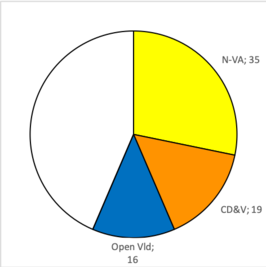 N-VA; 35
CD&V; 19
Open Vld;
16